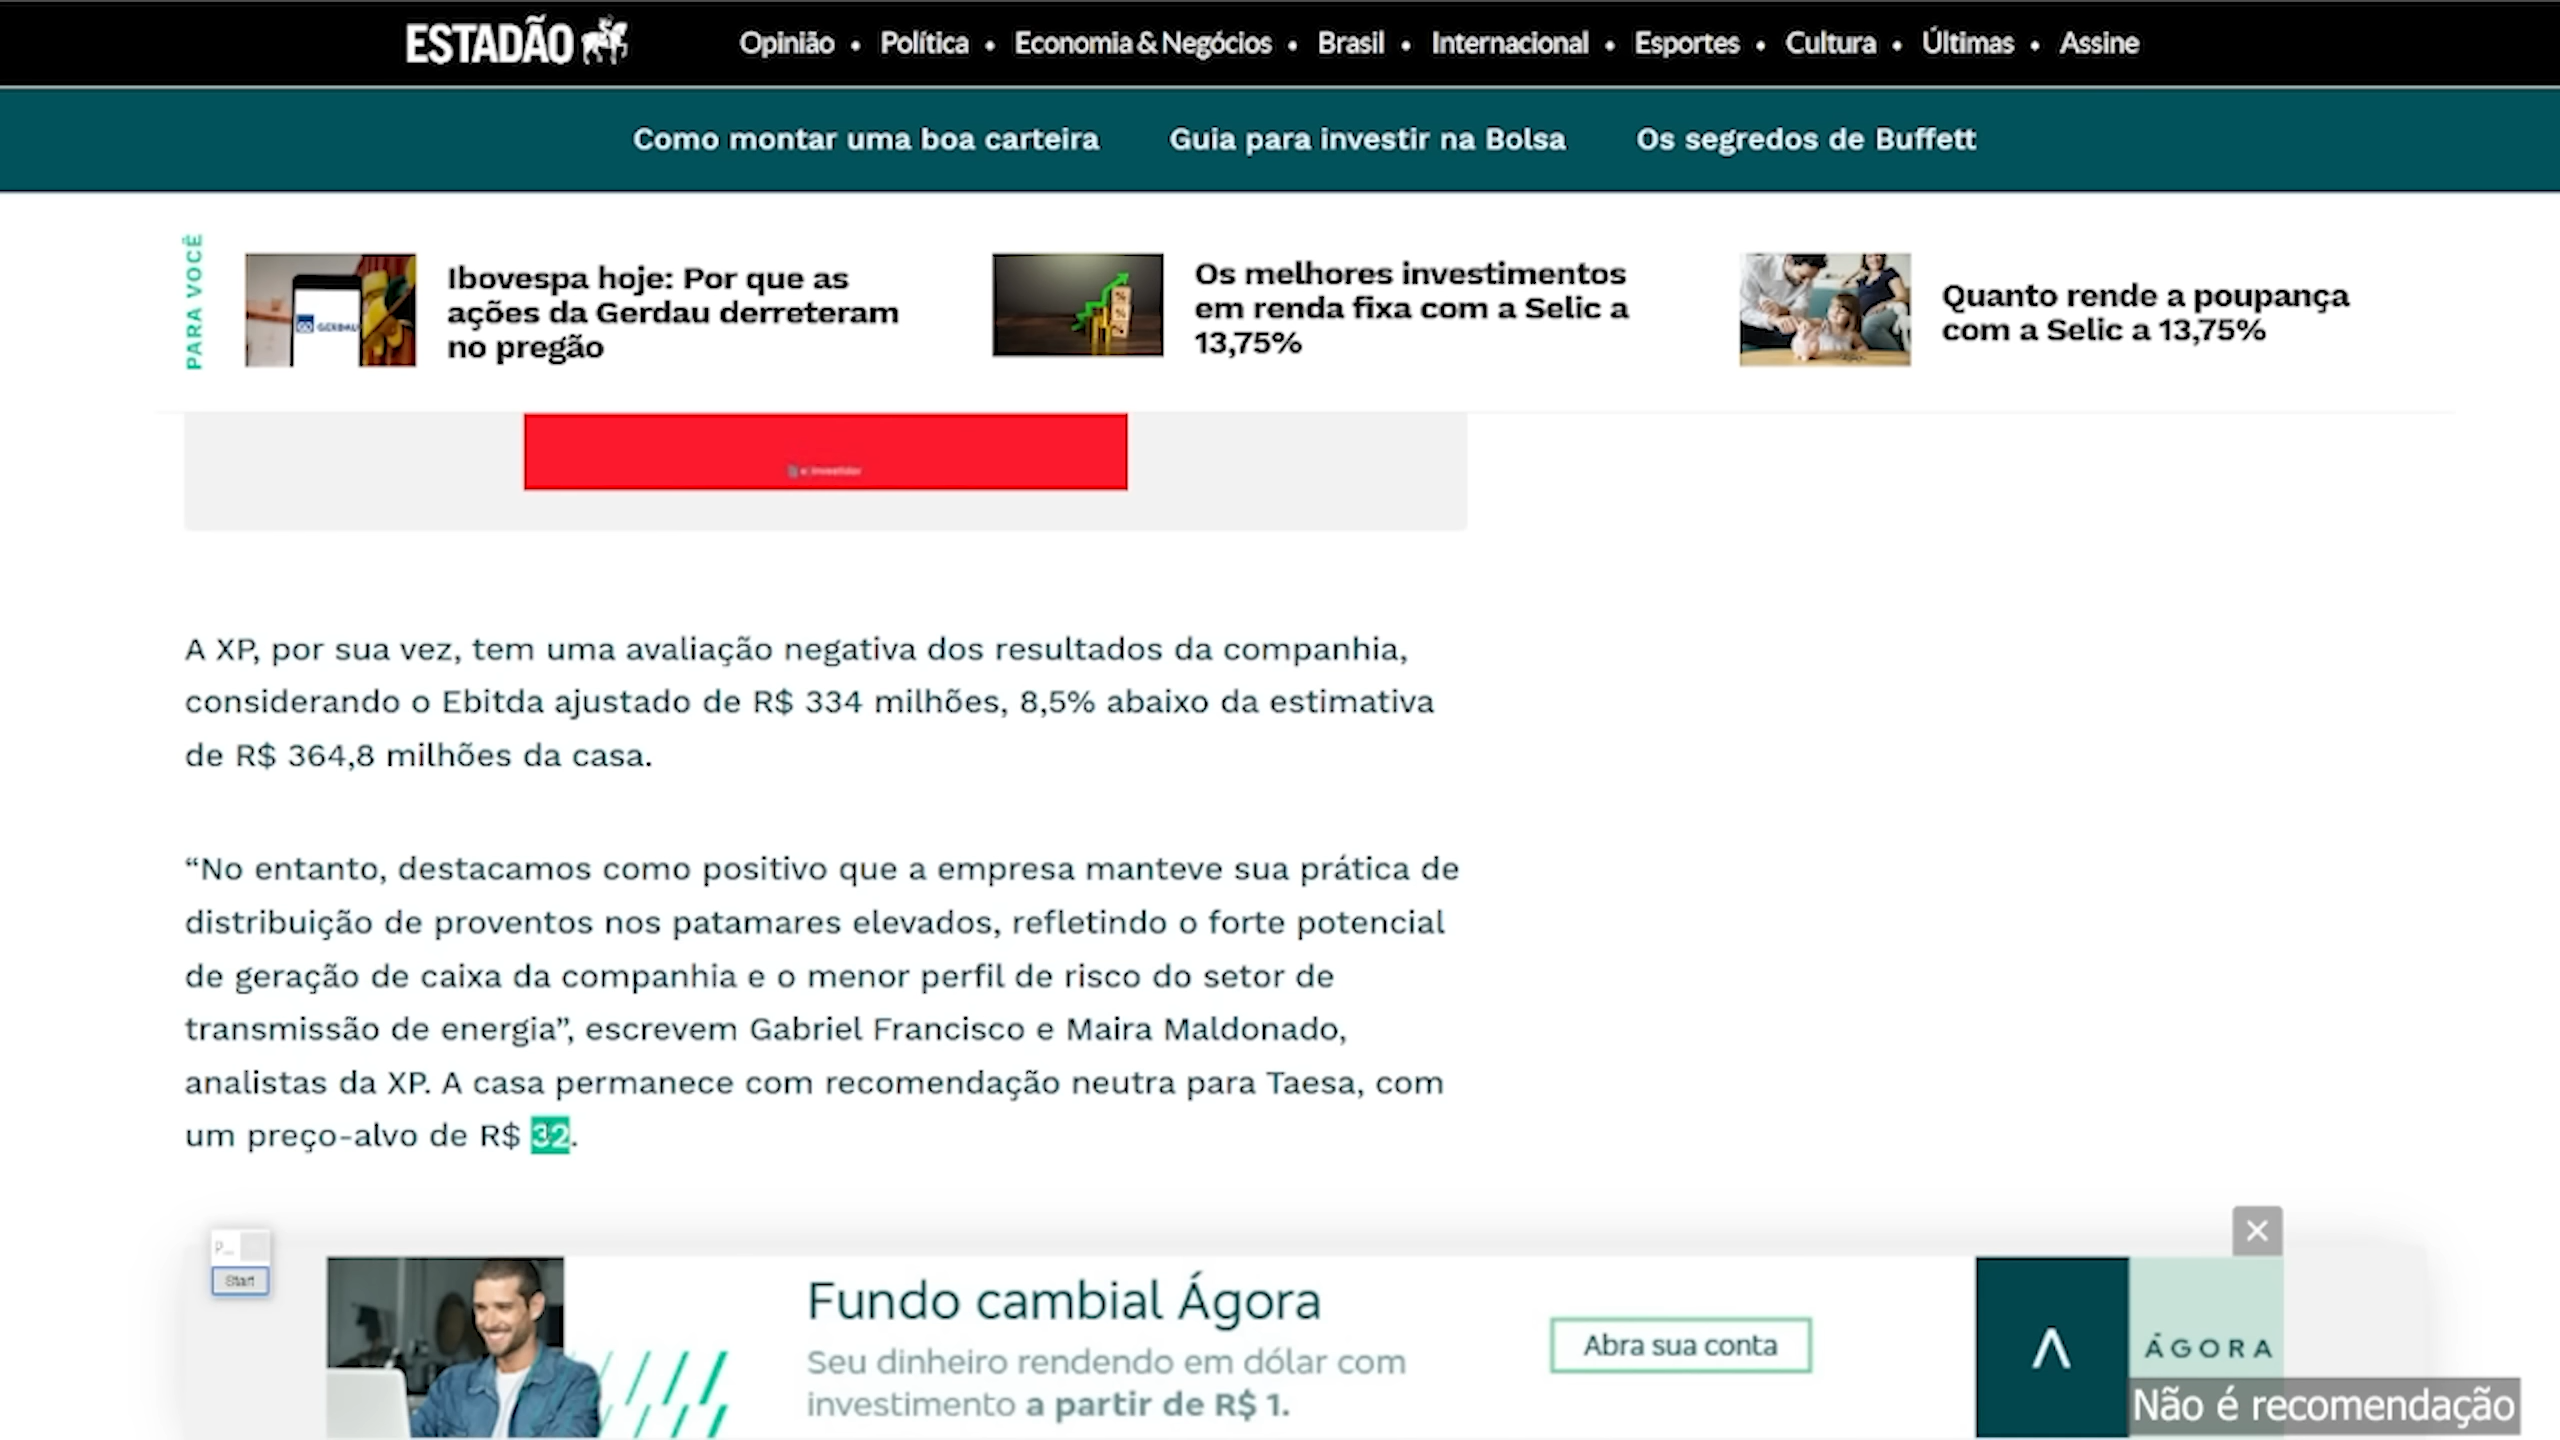 ESTADÃO
Opinião • Política • Economia & Negócios • Brasil • Internacional • Esportes • Cultura • Últimas • Assine
Como montar uma boa carteira Guia para investir na Bolsa Os segredos de Buffett
PARA VOCÊ
GERDAU
Ibovespa hoje: Por que as
ações da Gerdau derreteram
no pregão
% % %
Os melhores investimentos
em renda fixa com a Selic a
13,75%
Quanto rende a poupança
com a Selic a 13,75%
e. investidor
A XP, por sua vez, tem uma avaliação negativa dos resultados da companhia,
considerando o Ebitda ajustado de R$ 334 milhões, 8,5% abaixo da estimativa
de R$ 364,8 milhões da casa.
“No entanto, destacamos como positivo que a empresa manteve sua prática de
distribuição de proventos nos patamares elevados, refletindo o forte potencial
de geração de caixa da companhia e o menor perfil de risco do setor de
transmissão de energia”, escrevem Gabriel Francisco e Maira Maldonado,
analistas da XP. A casa permanece com recomendação neutra para Taesa, com
um preço-alvo de R$ 32.
P...
Start
Fundo cambial Ágora
Seu dinheiro rendendo em dólar com
investimento a partir de R$ 1.
Abra sua conta
ÁGORA
Não é recomendação